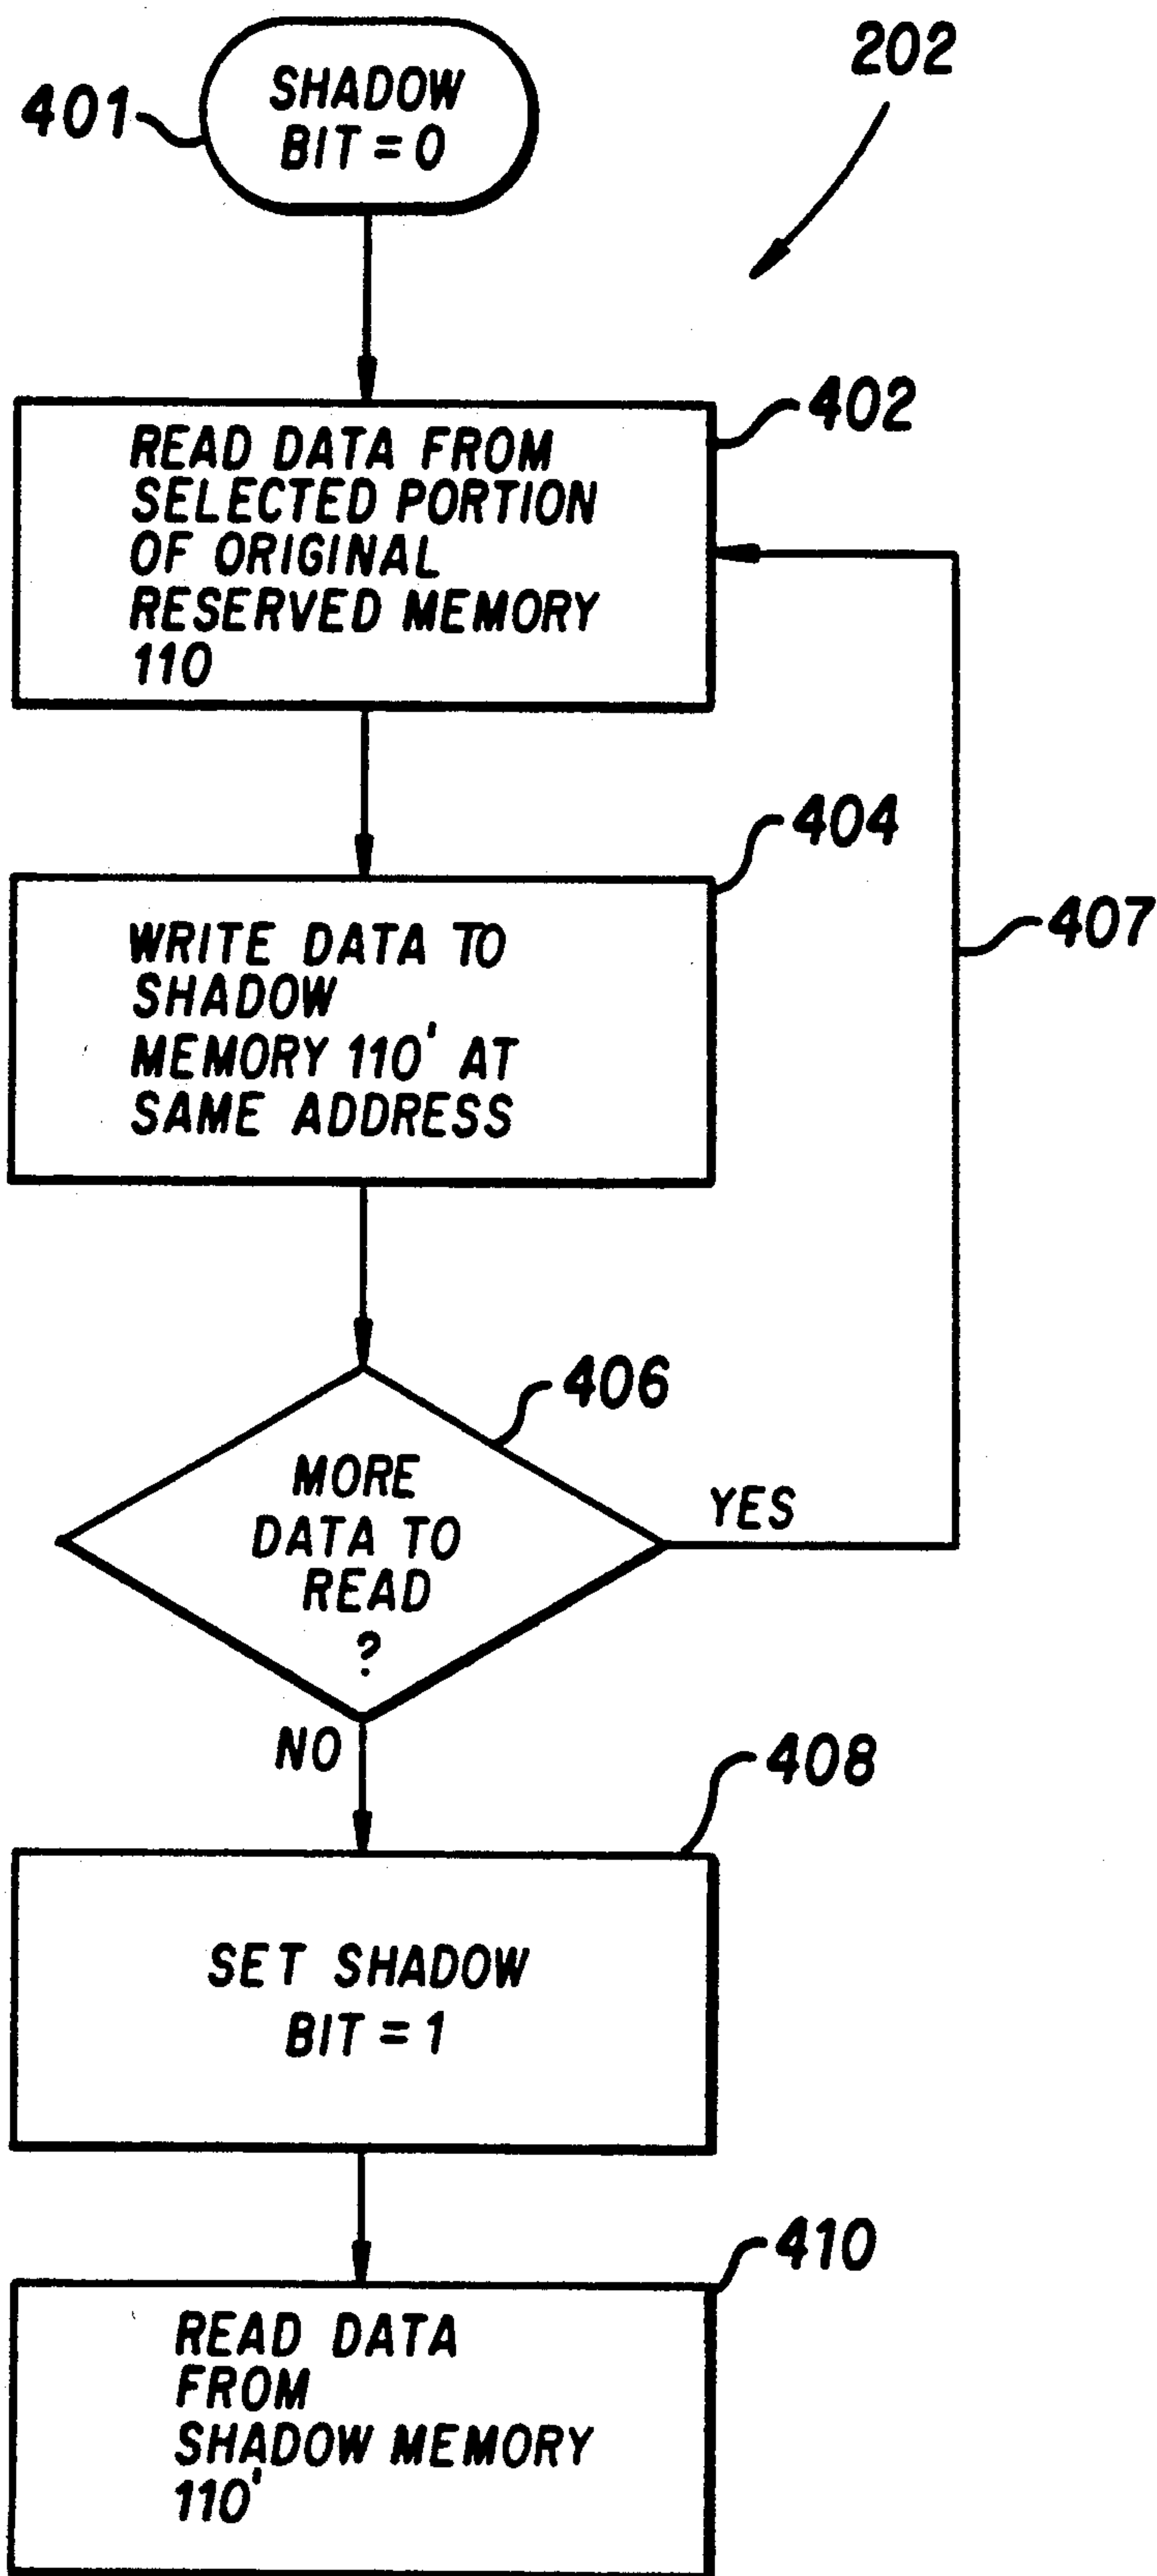 202
401
SHADOW
BIT = 0
402
READ DATA FROM
SELECTED PORTION
OF ORIGINAL
RESERVED MEMORY
110
404
407
WRITE DATA TO
SHADOW
MEMORY 110' AT
SAME ADDRESS
406
MORE
DATA TO
READ
?
YES
NO
408
SET SHADOW
BIT = 1
410
READ DATA
FROM
SHADOW MEMORY
110'